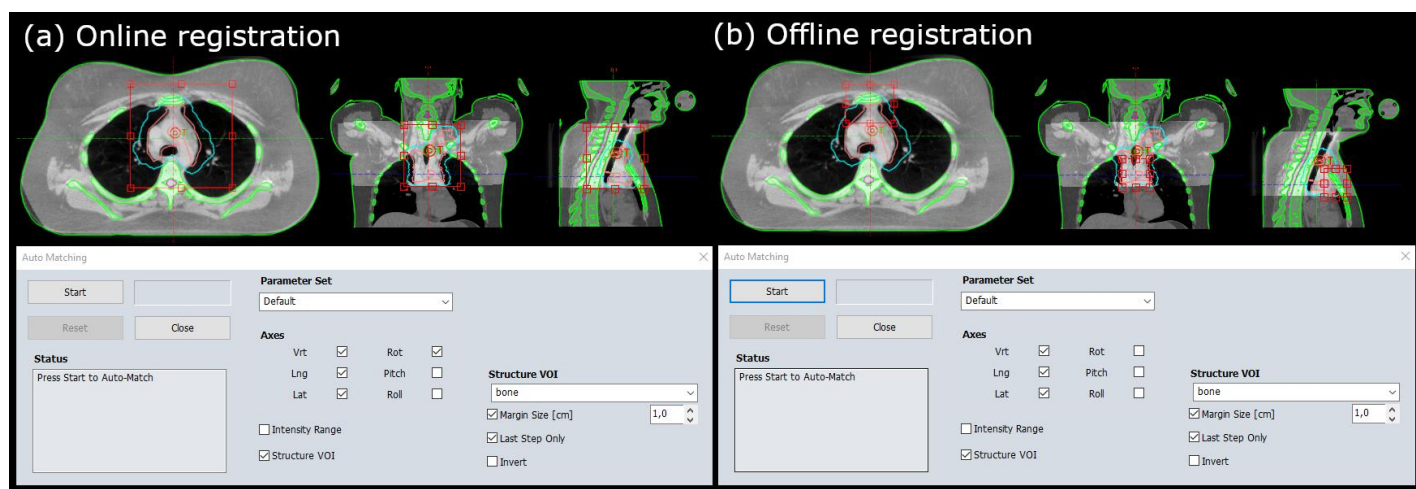 (a) Online registration
(b) Offline registration
Auto Matching
Start
Reset
Close
Status
Press Start to Auto-Match
Parameter Set
Default
Axes
Vrt
Rot
Lng
Pitch
Lat
Roll
Intensity Range
Structure VOI
Structure VOI
bone
Margin Size [cm]
1,0
Last Step Only
Invert
Auto Matching
Start
Reset
Close
Status
Press Start to Auto-Match
Parameter Set
Default
Axes
Vrt
Rot
Lng
Pitch
Lat
Roll
Intensity Range
Structure VOI
Structure VOI
bone
Margin Size [cm]
1,0
Last Step Only
Invert